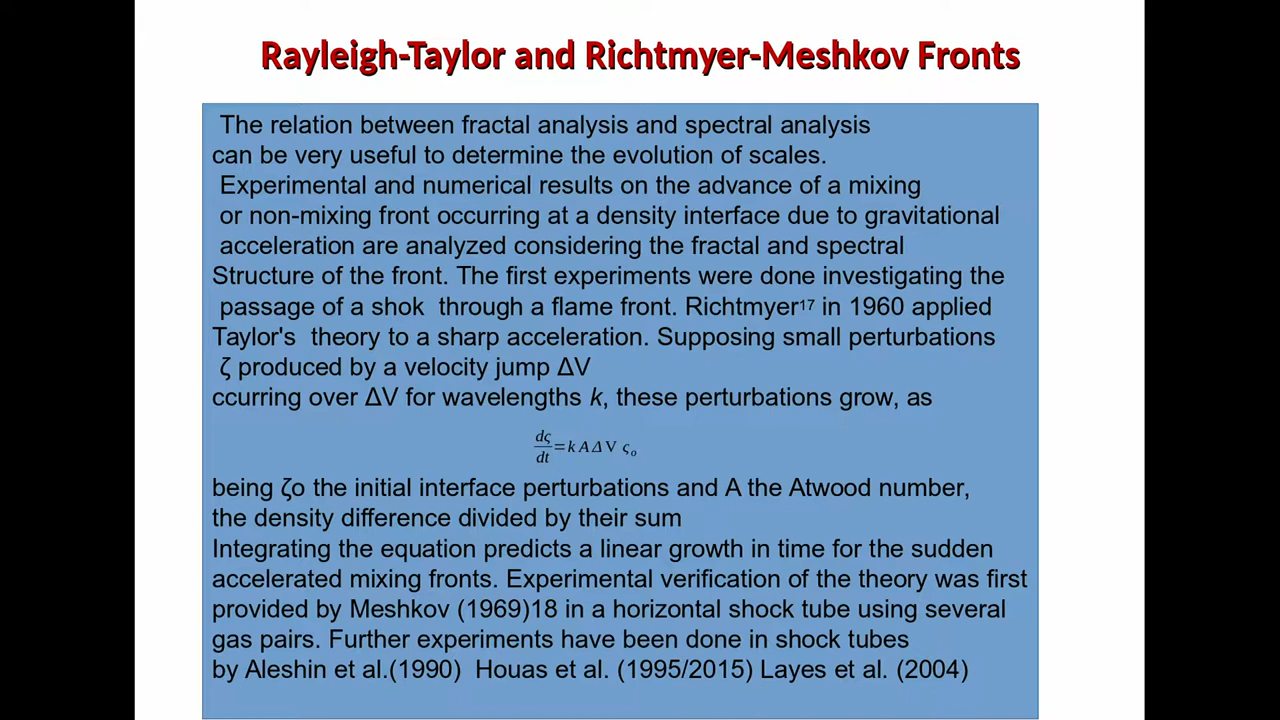 Rayleigh-Taylor and Richtmyer-Meshkov Fronts
The relation between fractal analysis and spectral analysis
can be very useful to determine the evolution of scales.
Experimental and numerical results on the advance of a mixing
or non-mixing front occurring at a density interface due to gravitational
acceleration are analyzed considering the fractal and spectral
Structure of the front. The first experiments were done investigating the
passage of a shok through a flame front. Richtmyer¹⁷ in 1960 applied
Taylor's theory to a sharp acceleration. Supposing small perturbations
ζ produced by a velocity jump ΔV
ccurring over ΔV for wavelengths k, these perturbations grow, as
dς/dt = k A Δ V ς₀
being ζo the initial interface perturbations and A the Atwood number,
the density difference divided by their sum
Integrating the equation predicts a linear growth in time for the sudden
accelerated mixing fronts. Experimental verification of the theory was first
provided by Meshkov (1969)18 in a horizontal shock tube using several
gas pairs. Further experiments have been done in shock tubes
by Aleshin et al.(1990) Houas et al. (1995/2015) Layes et al. (2004)